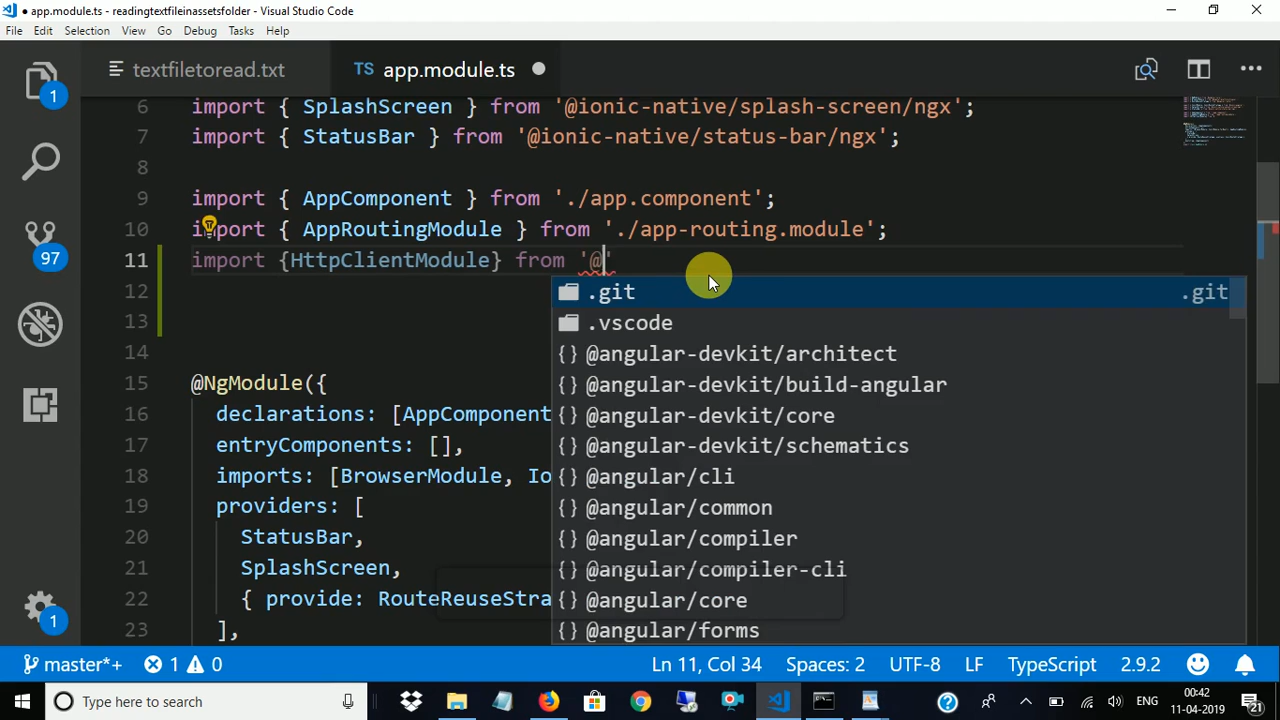 app.module.ts - readingtextfileinassetsfolder - Visual Studio Code
File Edit Selection View Go Debug Tasks Help
textfiletoread.txt TS app.module.ts
1
97
1
6 import { SplashScreen } from '@ionic-native/splash-screen/ngx';
7 import { StatusBar } from '@ionic-native/status-bar/ngx';
8
9 import { AppComponent } from './app.component';
10 import { AppRoutingModule } from './app-routing.module';
11 import {HttpClientModule} from '@'
12
13
14
15 @NgModule({
16 declarations: [AppComponent
17 entryComponents: [],
18 imports: [BrowserModule, Io
19 providers: [
20 StatusBar,
21 SplashScreen,
22 { provide: RouteReuseStra
23 ],
.git .git
.vscode
{} @angular-devkit/architect
{} @angular-devkit/build-angular
{} @angular-devkit/core
{} @angular-devkit/schematics
{} @angular/cli
{} @angular/common
{} @angular/compiler
{} @angular/compiler-cli
{} @angular/core
{} @angular/forms
master*+ 1 0 Ln 11, Col 34 Spaces: 2 UTF-8 LF TypeScript 2.9.2
Type here to search
ENG
00:42
11-04-2019
21